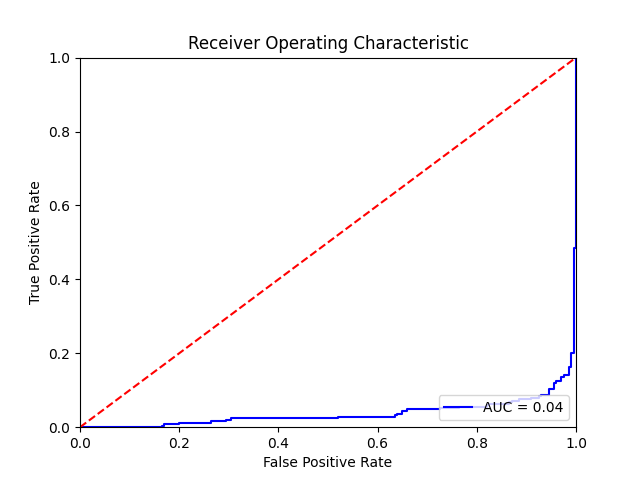 Receiver Operating Characteristic
True Positive Rate
1.0
0.8
0.6
0.4
0.2
0.0
AUC = 0.04
0.0 0.2 0.4 0.6 0.8 1.0
False Positive Rate